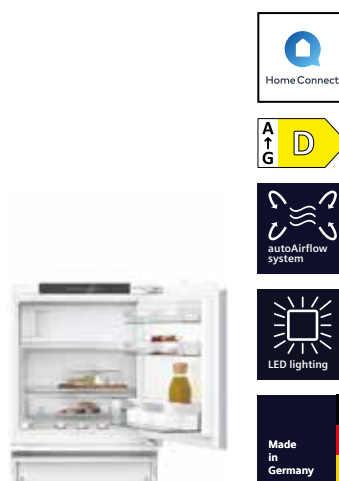 Home Connect
A
↑
G
D
autoAirflow
system
LED lighting
Made
in
Germany